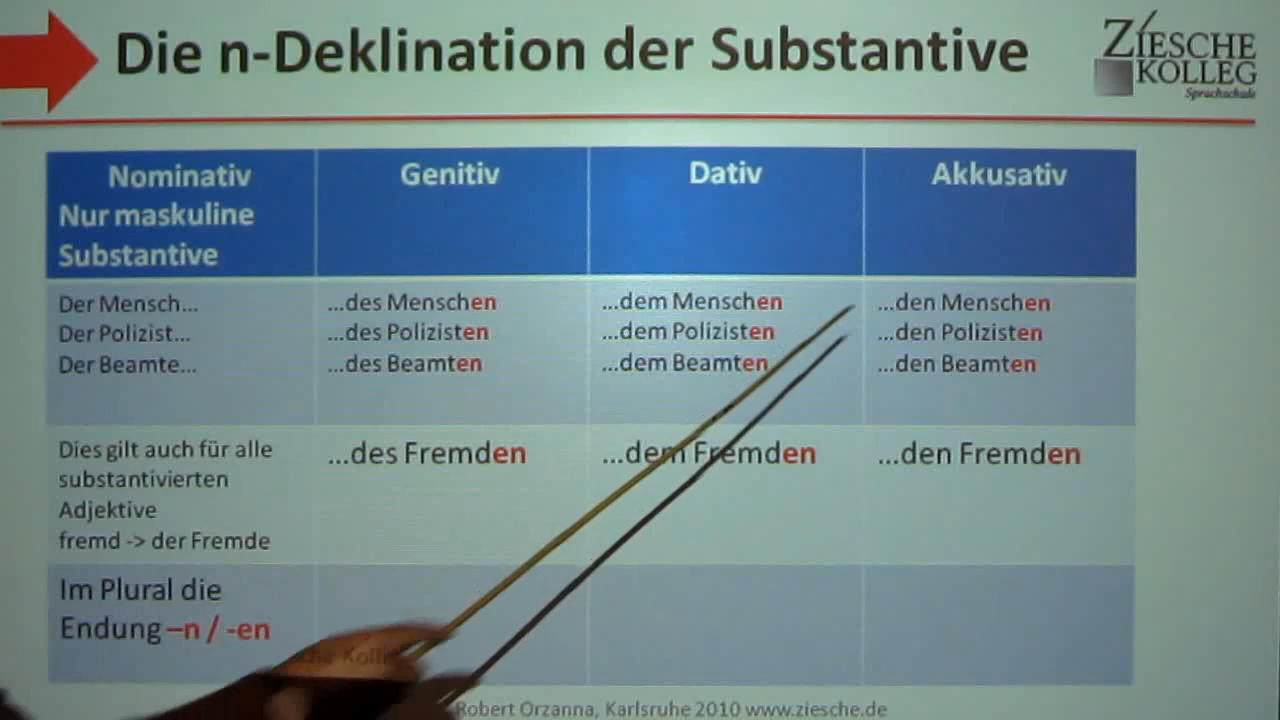 Die n-Deklination der Substantive
ZIESCHE
KOLLEG
Sprachschule
Nominativ
Nur maskuline
Substantive
Genitiv
Dativ
Akkusativ
Der Mensch...
Der Polizist...
Der Beamte...
...des Menschen
...des Polizisten
...des Beamten
...dem Menschen
...dem Polizisten
...dem Beamten
...den Menschen
...den Polizisten
...den Beamten
Dies gilt auch für alle
substantivierten
Adjektive
fremd -> der Fremde
...des Fremden
...dem Fremden
...den Fremden
Im Plural die
Endung –n / -en
Robert Orzanna, Karlsruhe 2010 www.ziesche.de